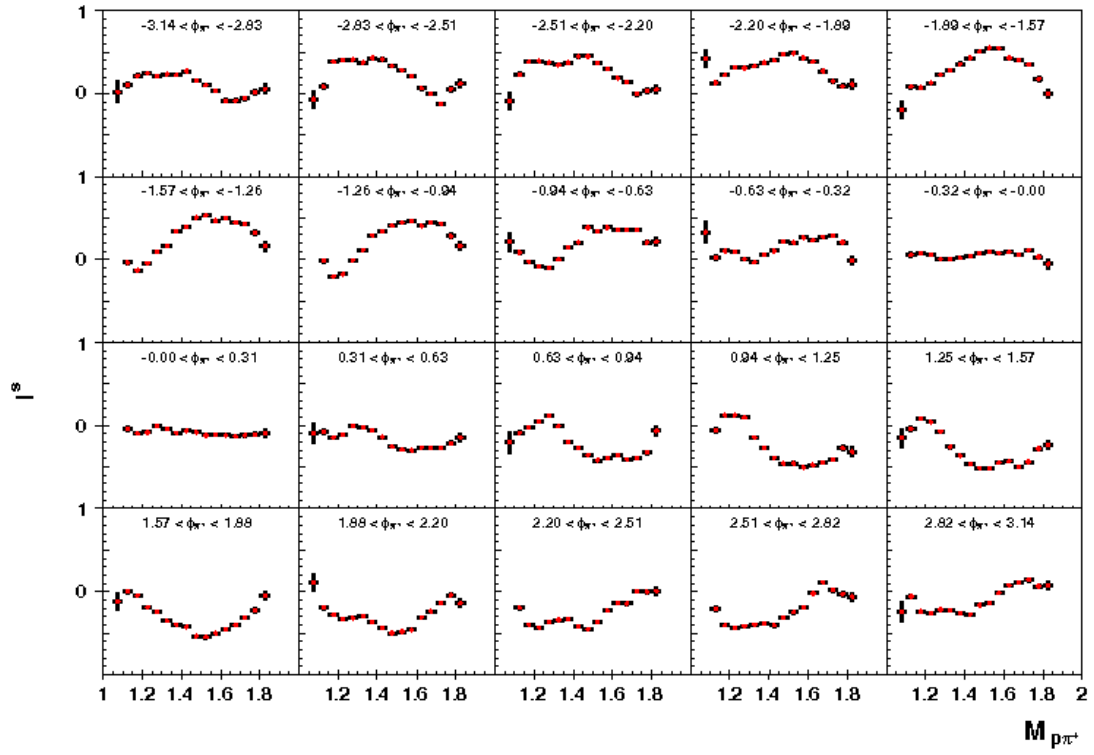 1
-3.14 < ϕπ⁺ < -2.83
-2.83 < ϕπ⁺ < -2.51
-2.51 < ϕπ⁺ < -2.20
-2.20 < ϕπ⁺ < -1.89
-1.89 < ϕπ⁺ < -1.57
0
1
-1.57 < ϕπ⁺ < -1.26
-1.26 < ϕπ⁺ < -0.94
-0.94 < ϕπ⁺ < -0.63
-0.63 < ϕπ⁺ < -0.32
-0.32 < ϕπ⁺ < -0.00
0
1
-0.00 < ϕπ⁺ < 0.31
0.31 < ϕπ⁺ < 0.63
0.63 < ϕπ⁺ < 0.94
0.94 < ϕπ⁺ < 1.25
1.25 < ϕπ⁺ < 1.57
Iˢ
0
1
1.57 < ϕπ⁺ < 1.88
1.88 < ϕπ⁺ < 2.20
2.20 < ϕπ⁺ < 2.51
2.51 < ϕπ⁺ < 2.82
2.82 < ϕπ⁺ < 3.14
0
1 1.2 1.4 1.6 1.8 1.2 1.4 1.6 1.8 1.2 1.4 1.6 1.8 1.2 1.4 1.6 1.8 1.2 1.4 1.6 1.8 2
M pπ⁺